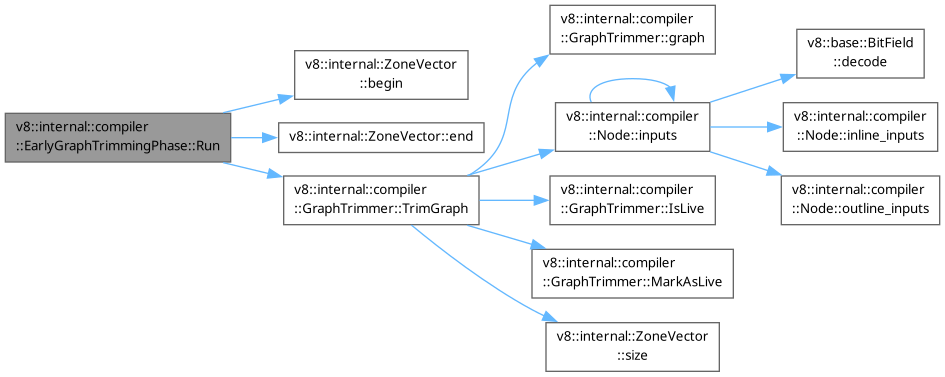 v8::internal::compiler
::EarlyGraphTrimmingPhase::Run
v8::internal::ZoneVector
::begin
v8::internal::ZoneVector::end
v8::internal::compiler
::GraphTrimmer::TrimGraph
v8::internal::compiler
::GraphTrimmer::graph
v8::internal::compiler
::Node::inputs
v8::internal::compiler
::GraphTrimmer::IsLive
v8::internal::compiler
::GraphTrimmer::MarkAsLive
v8::internal::ZoneVector
::size
v8::base::BitField
::decode
v8::internal::compiler
::Node::inline_inputs
v8::internal::compiler
::Node::outline_inputs